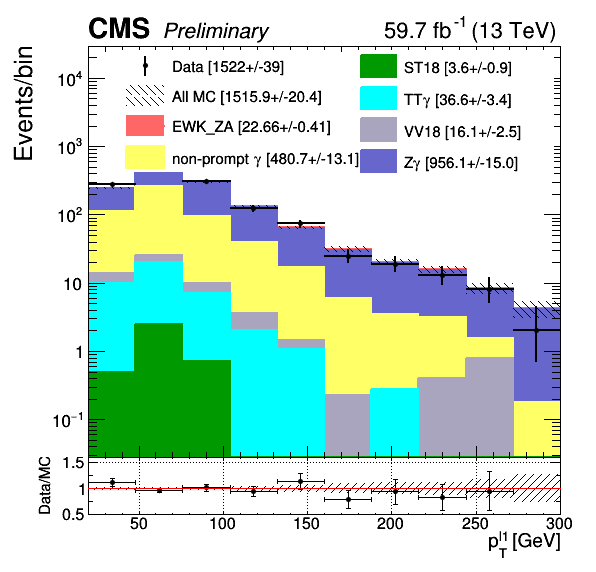 CMS Preliminary 59.7 fb⁻¹ (13 TeV)
Events/bin
Data [1522+/-39]
All MC [1515.9+/-20.4]
EWK_ZA [22.66+/-0.41]
non-prompt γ [480.7+/-13.1]
ST18 [3.6+/-0.9]
TTγ [36.6+/-3.4]
VV18 [16.1+/-2.5]
Zγ [956.1+/-15.0]
10⁴
10³
10²
10
1
10⁻¹
Data/MC
1.5
1
0.5
50 100 150 200 250 300
p_T^l1 [GeV]